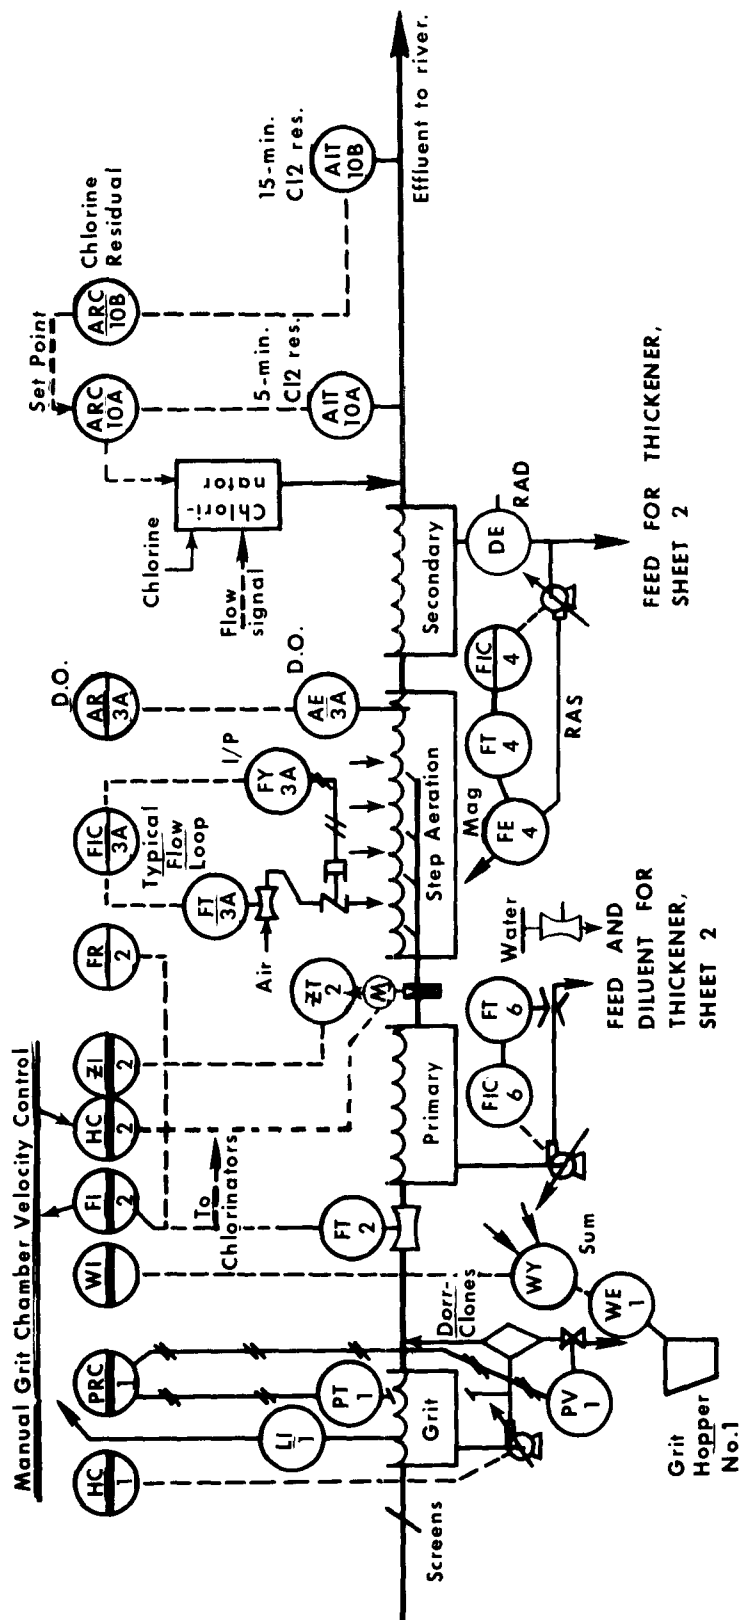 Manual Grit Chamber Velocity Control
HC
1
LI
1
PRC
1
PT
1
WI
FI
2
HC
2
ZI
2
FR
2
FT
2
To
Chlorinators
ZT
2
M
FIC
3A
Typical
Flow
Loop
FT
3A
Air
FY
3A
I/P
D.O.
AR
3A
D.O.
AE
3A
Chlorine
Flow
signal
Chlori-
nator
Set Point
ARC
10A
ARC
10B
Chlorine
Residual
5-min.
Cl2 res.
AIT
10A
15-min.
Cl2 res.
AIT
10B
Effluent to river.
Screens
Grit
Dorr-
Clones
PV
1
WY
Sum
WE
1
Grit
Hopper
No.1
Primary
FIC
6
FT
6
Water
FEED AND
DILUENT FOR
THICKENER,
SHEET 2
Step Aeration
Mag
FE
4
FT
4
FIC
4
RAS
Secondary
DE
RAD
FEED FOR THICKENER,
SHEET 2